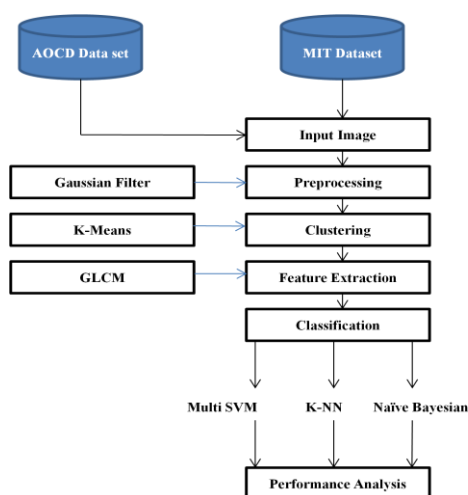 AOCD Data set
MIT Dataset
Input Image
Gaussian Filter
Preprocessing
K-Means
Clustering
GLCM
Feature Extraction
Classification
Multi SVM
K-NN
Naïve Bayesian
Performance Analysis